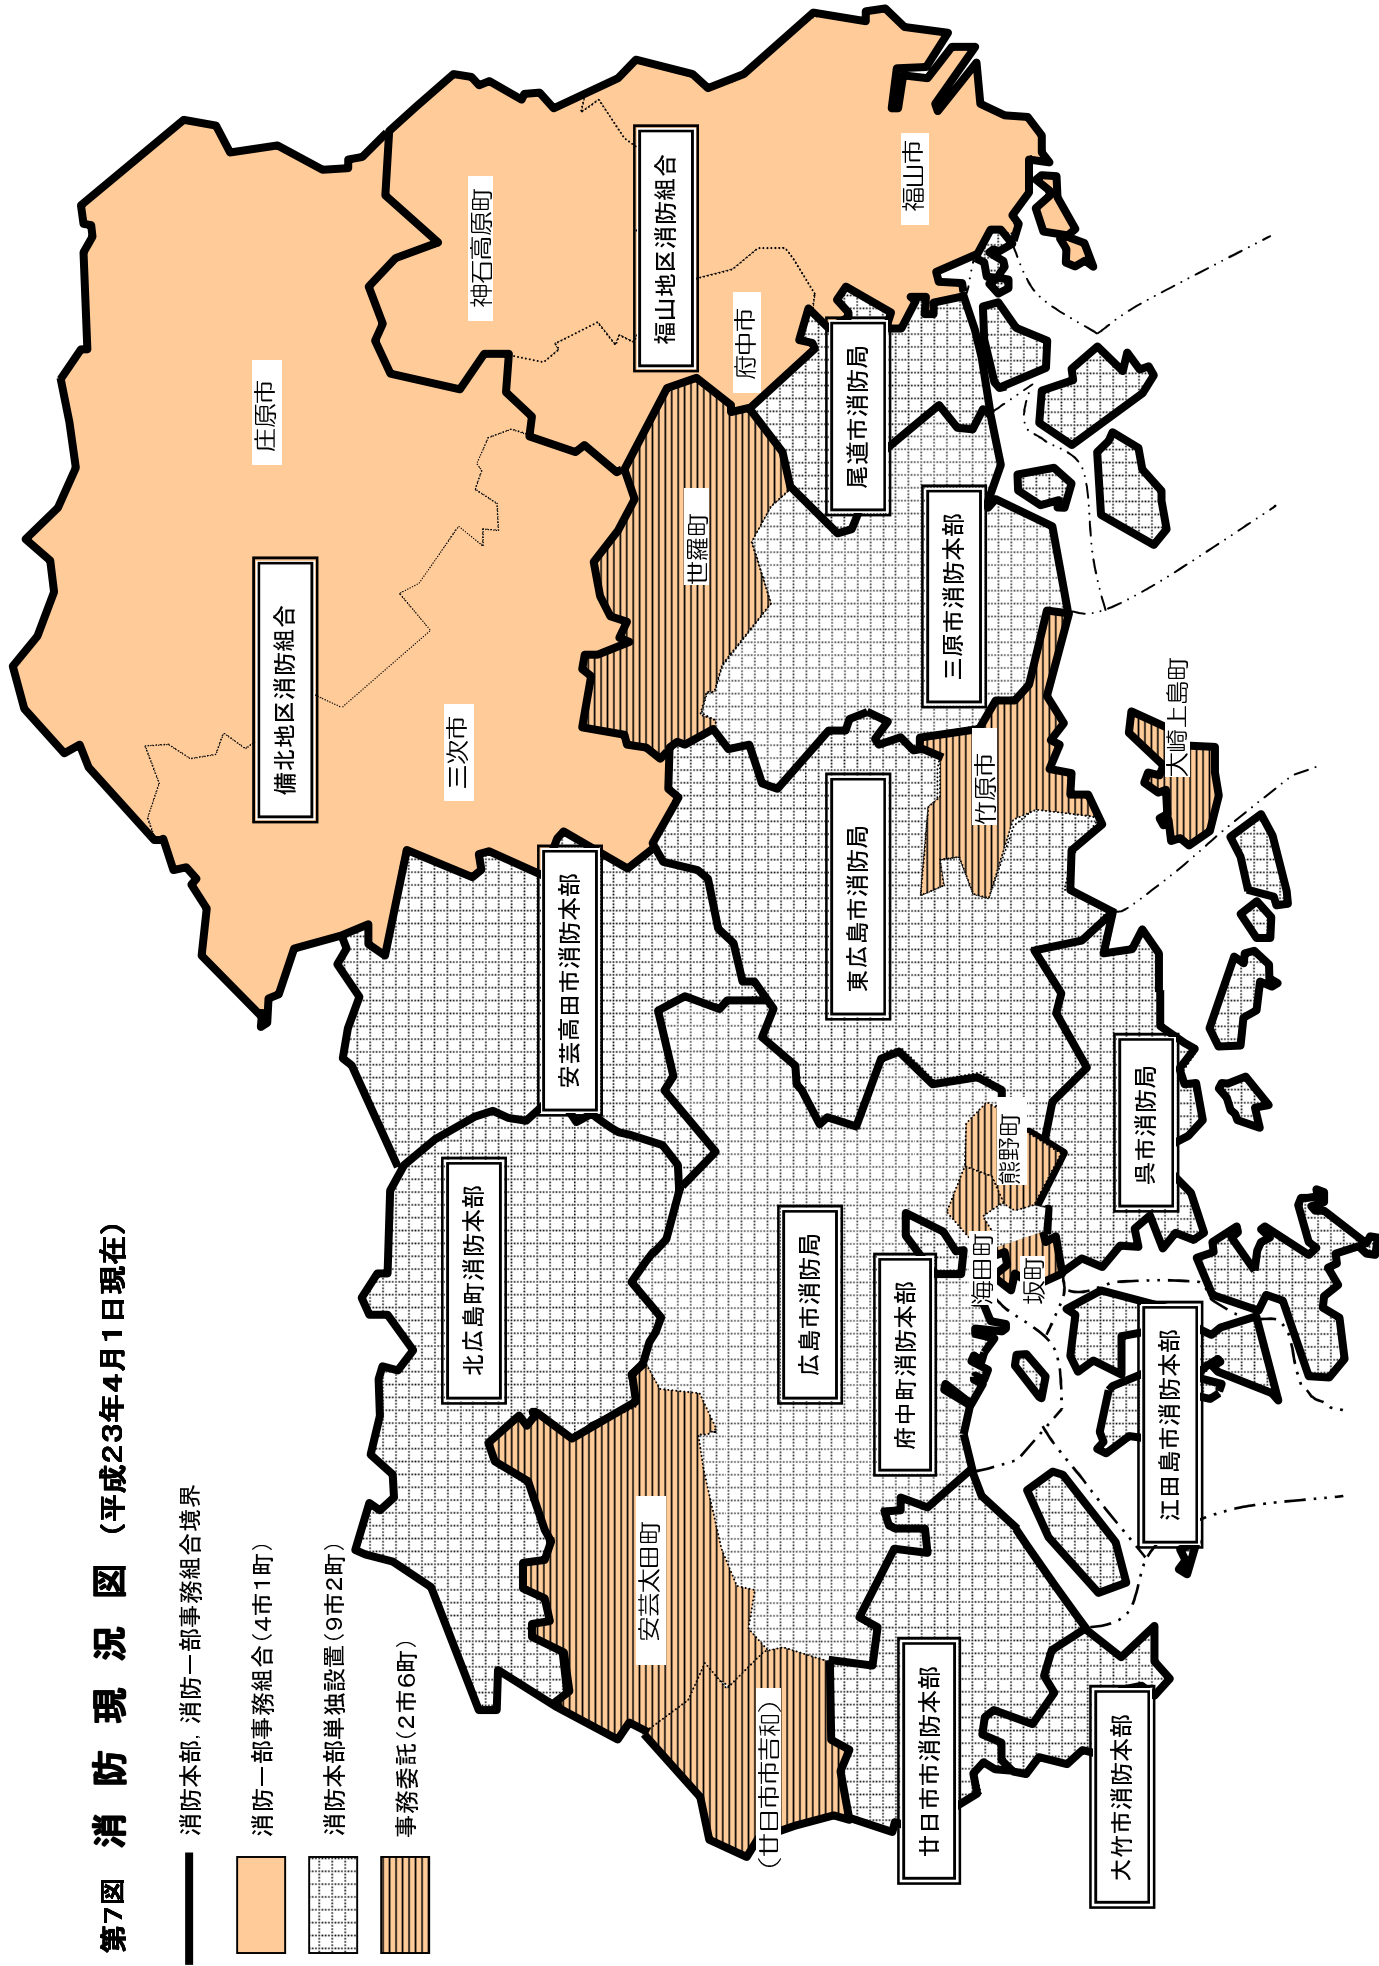 第7図 消防現況図 (平成23年4月1日現在)
消防本部,消防一部事務組合境界
消防一部事務組合(4市1町)
消防本部単独設置(9市2町)
事務委託(2市6町)
庄原市
備北地区消防組合
三次市
神石高原町
福山地区消防組合
府中市
福山市
世羅町
尾道市消防局
三原市消防本部
竹原市
大崎上島町
東広島市消防局
安芸高田市消防本部
北広島町消防本部
広島市消防局
府中町消防本部
海田町
熊野町
坂町
呉市消防局
江田島市消防本部
安芸太田町
(廿日市市吉和)
廿日市市消防本部
大竹市消防本部